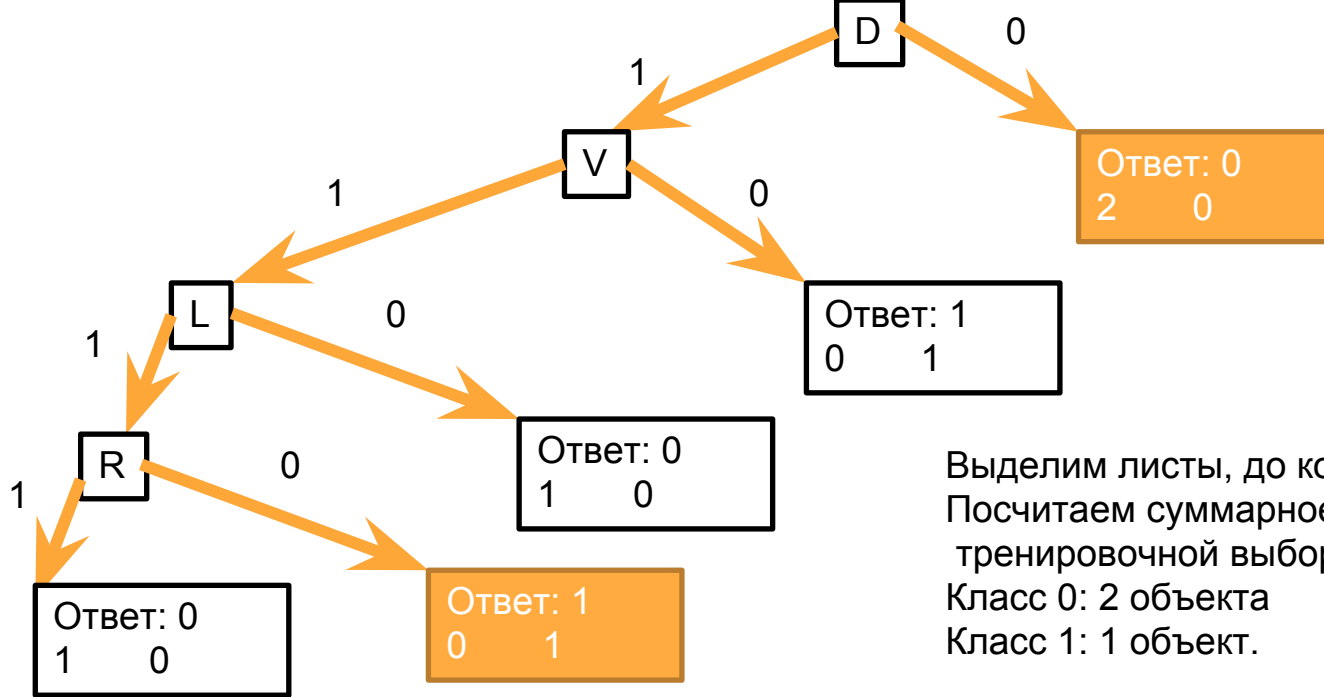 D
0
1
V
Ответ: 0
2 0
1
0
L
0
Ответ: 1
0 1
1
R
0
Ответ: 0
1 0
1
Выделим листы, до
Посчитаем суммарное
тренировочной
Класс 0: 2 объекта
Класс 1: 1 объект.
Ответ: 1
0 1
Ответ: 0
1 0